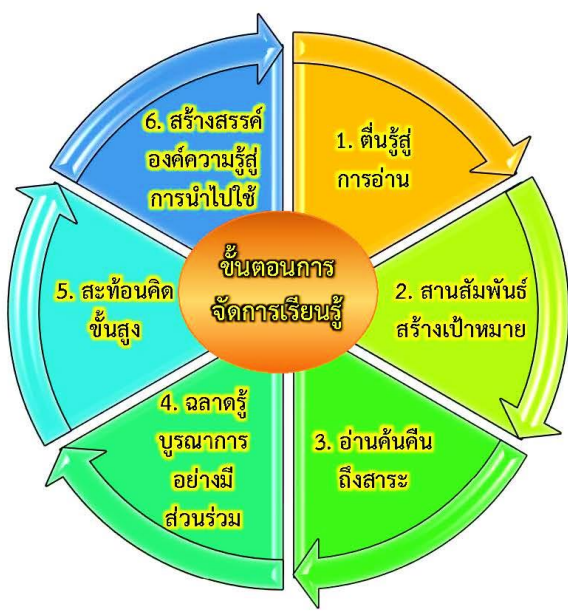 ขั้นตอนการ
จัดการเรียนรู้
1. ตื่นรู้สู่
การอ่าน
2. สานสัมพันธ์
สร้างเป้าหมาย
3. อ่านค้นคืน
ถึงสาระ
4. ฉลาดรู้
บูรณาการ
อย่างมี
ส่วนร่วม
5. สะท้อนคิด
ขั้นสูง
6. สร้างสรรค์
องค์ความรู้สู่
การนำไปใช้